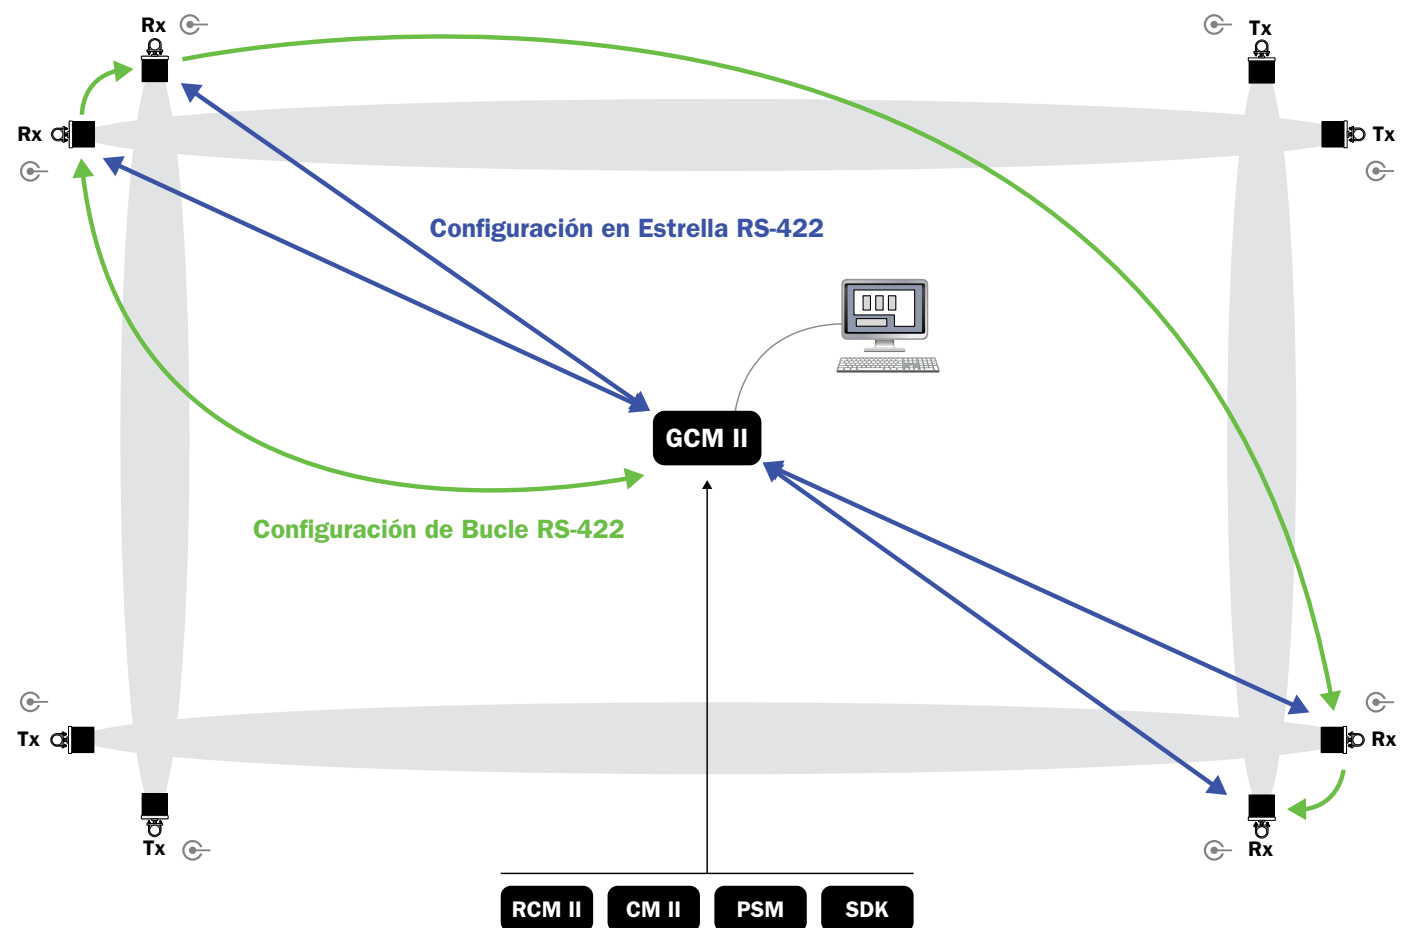 Rx
Tx
Rx
Tx
Configuración en Estrella RS-422
GCM II
Configuración de Bucle RS-422
Tx
Rx
Tx
Rx
RCM II
CM II
PSM
SDK